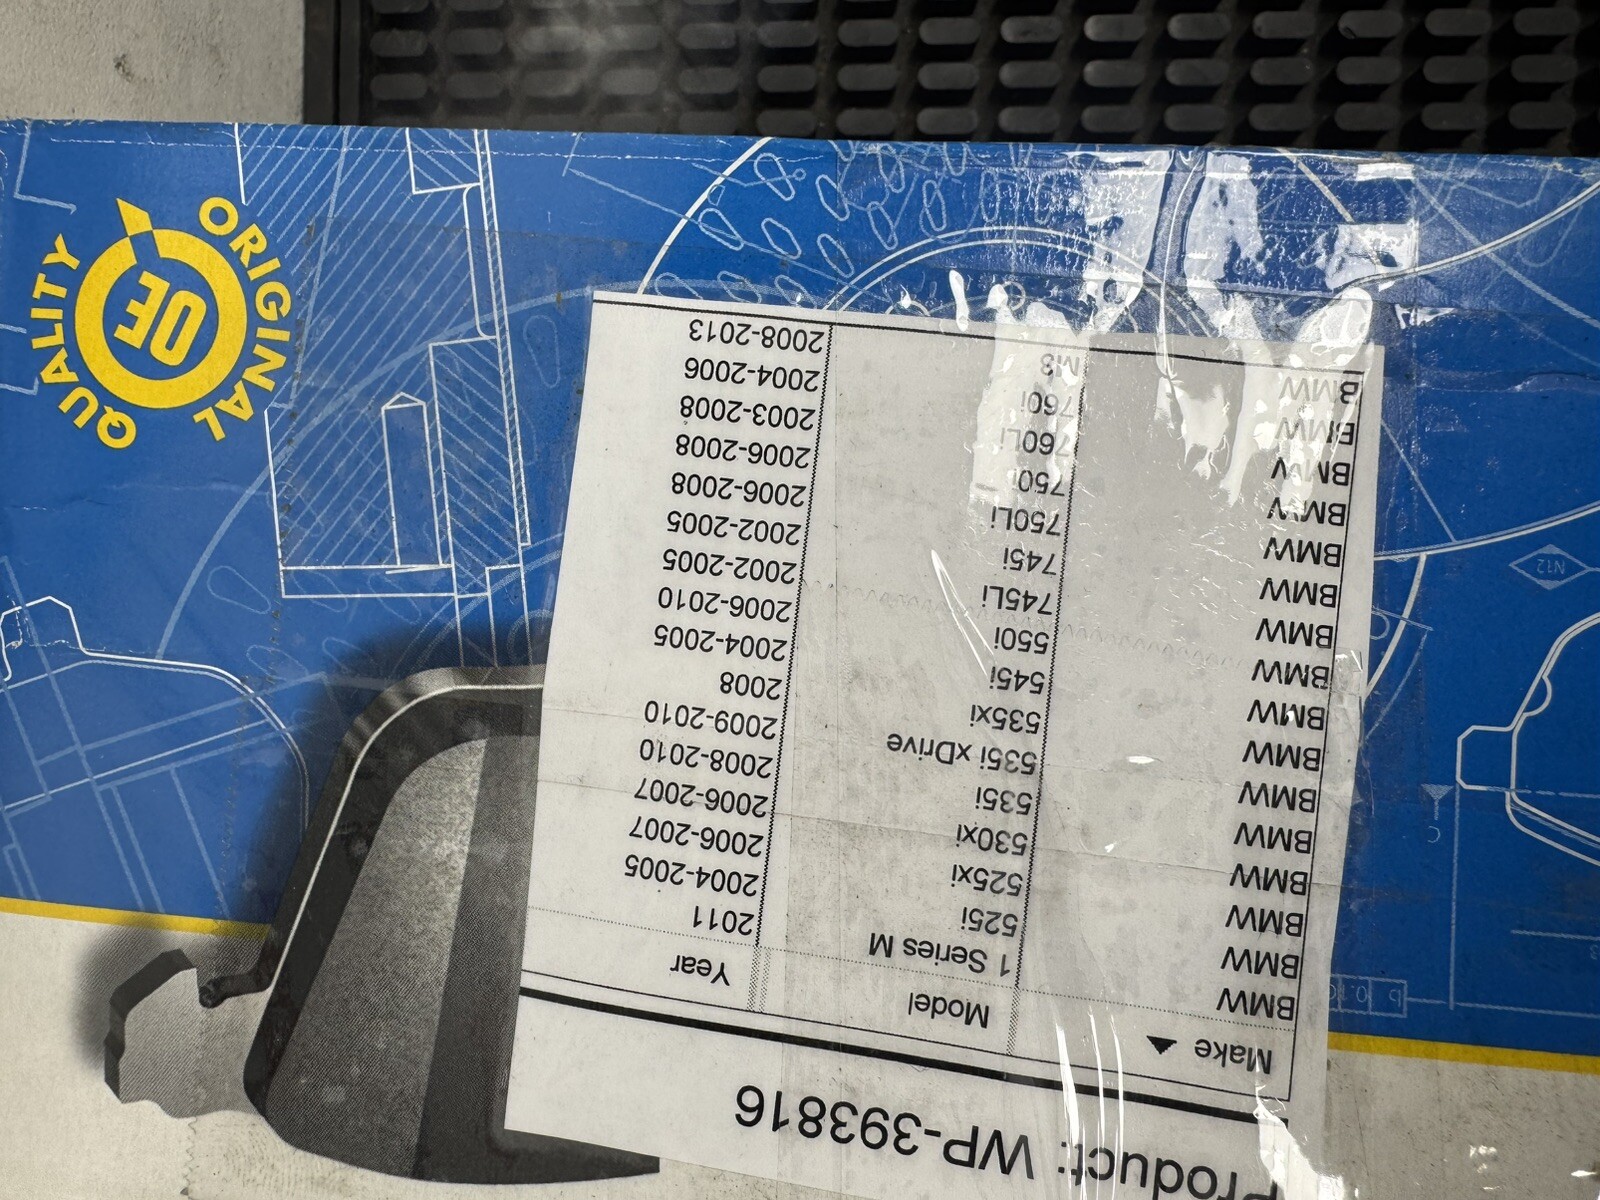 Product: WP-393816
Make ▲ Model Year
BMW 1 Series M 2011
BMW 525i 2004-2005
BMW 525xi 2006-2007
BMW 530xi 2006-2007
BMW 535i 2008-2010
BMW 535i xDrive 2009-2010
BMW 535xi 2008
BMW 545i 2004-2005
BMW 550i 2006-2010
BMW 745Li 2002-2005
BMW 745i 2002-2005
BMW 750Li 2006-2008
BMW 750i 2006-2008
BMW 760Li 2003-2008
BMW 760i 2004-2006
BMW M3 2008-2013
ORIGINAL
OE
QUALITY
N12
C